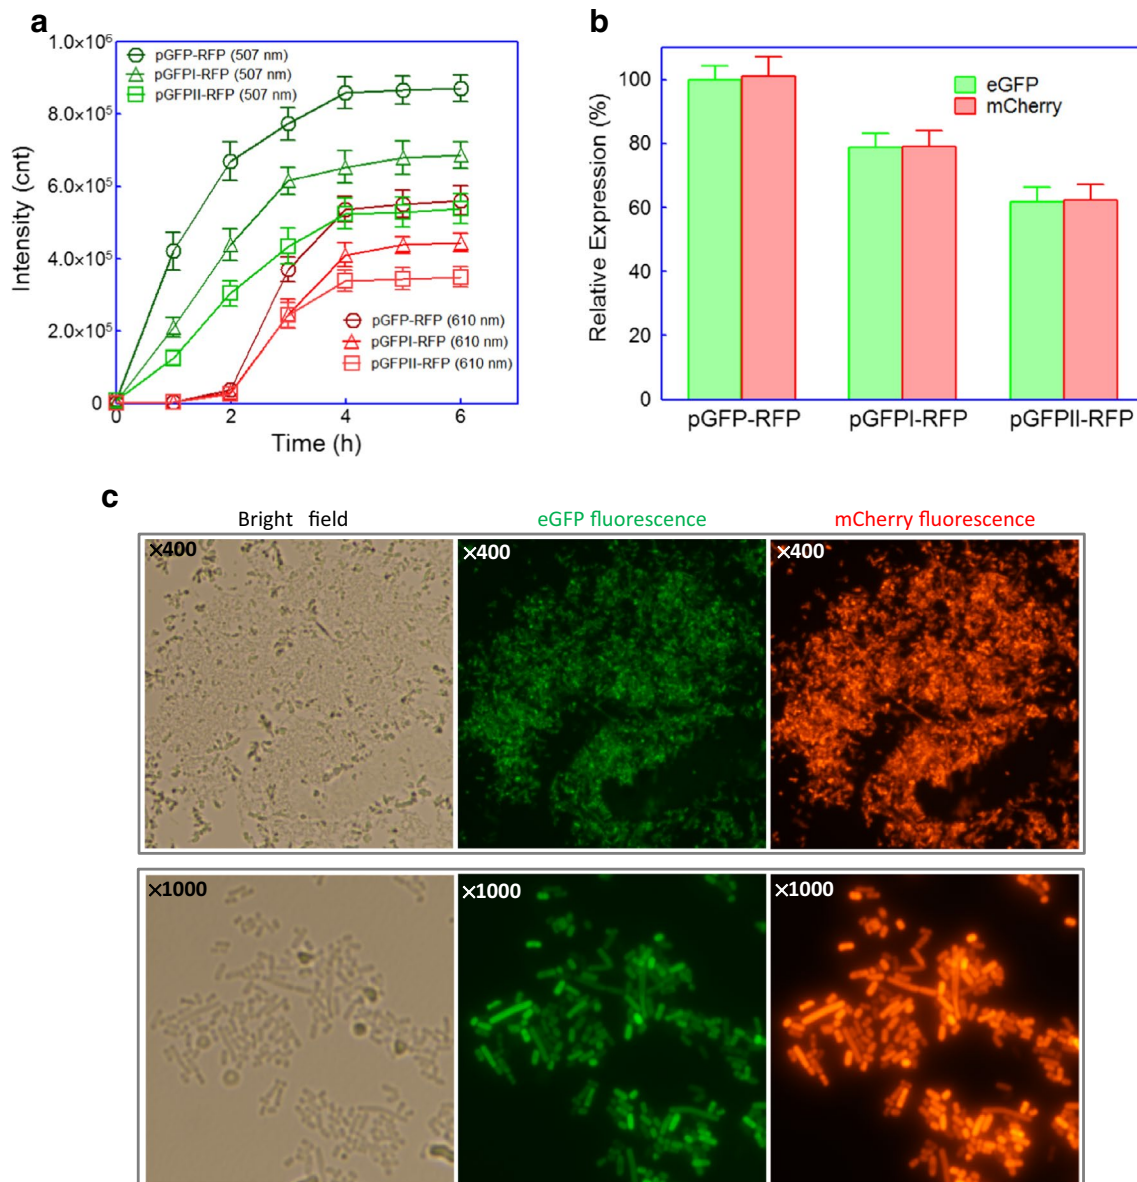 a
1.0×10⁶
8.0×10⁵
6.0×10⁵
4.0×10⁵
2.0×10⁵
0
Intensity (cnt)
pGFP-RFP (507 nm)
pGFPI-RFP (507 nm)
pGFPII-RFP (507 nm)
pGFP-RFP (610 nm)
pGFPI-RFP (610 nm)
pGFPII-RFP (610 nm)
0 2 4 6
Time (h)
b
Relative Expression (%)
100
80
60
40
20
0
eGFP
mCherry
pGFP-RFP pGFPI-RFP pGFPII-RFP
c
Bright field eGFP fluorescence mCherry fluorescence
×400 ×400 ×400
×1000 ×1000 ×1000